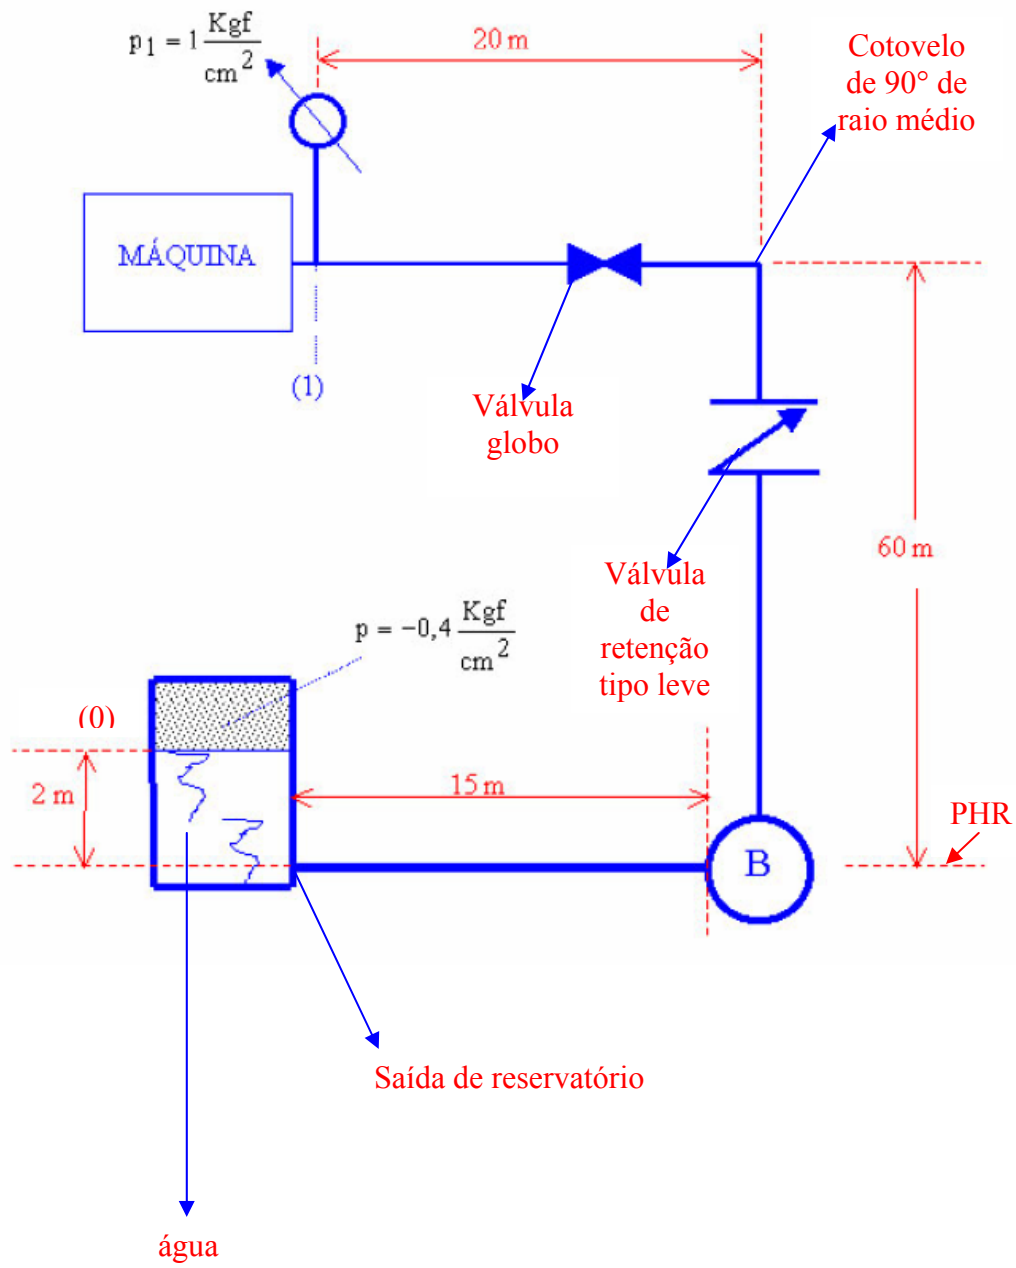 p1 = 1 Kgf/cm²
20 m
Cotovelo
de 90° de
raio médio
MÁQUINA
(1)
Válvula
globo
60 m
Válvula
de
retenção
tipo leve
p = −0,4 Kgf/cm²
(0)
2 m
15 m
PHR
B
Saída de reservatório
água